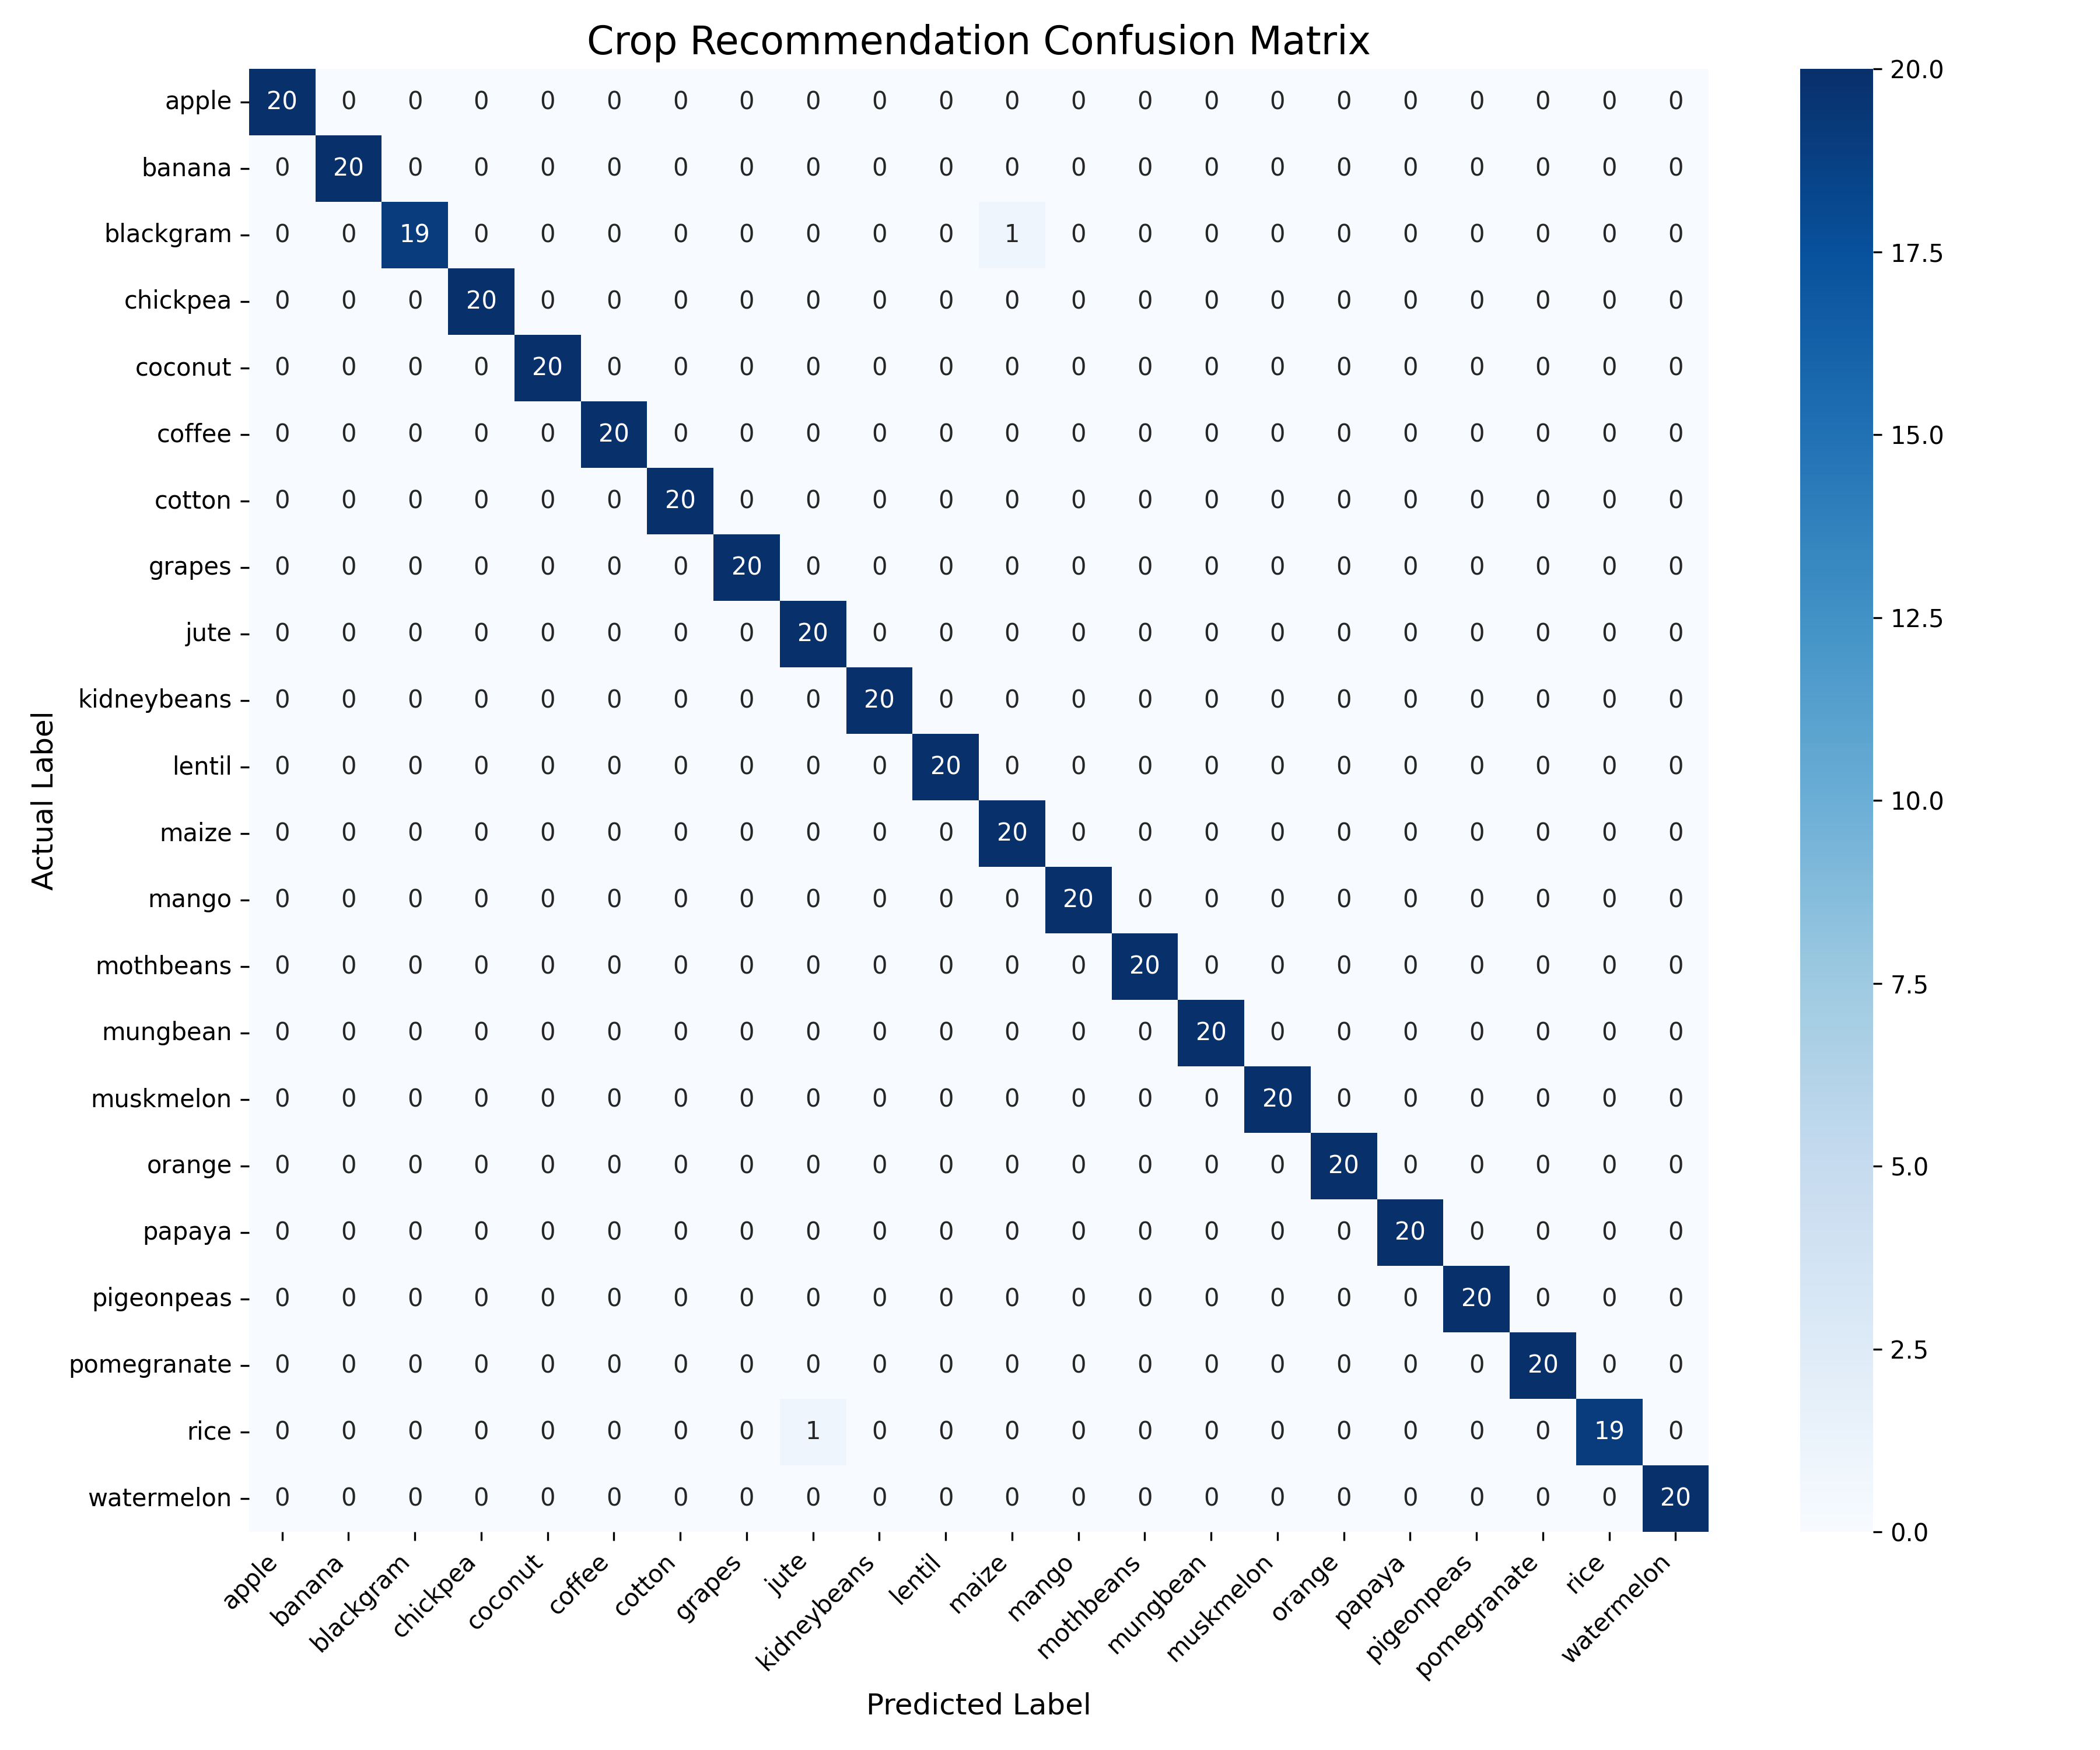 Crop Recommendation Confusion Matrix
apple 20 0 0 0 0 0 0 0 0 0 0 0 0 0 0 0 0 0 0 0 0 0
banana 0 20 0 0 0 0 0 0 0 0 0 0 0 0 0 0 0 0 0 0 0 0
blackgram 0 0 19 0 0 0 0 0 0 0 0 1 0 0 0 0 0 0 0 0 0 0
chickpea 0 0 0 20 0 0 0 0 0 0 0 0 0 0 0 0 0 0 0 0 0 0
coconut 0 0 0 0 20 0 0 0 0 0 0 0 0 0 0 0 0 0 0 0 0 0
coffee 0 0 0 0 0 20 0 0 0 0 0 0 0 0 0 0 0 0 0 0 0 0
cotton 0 0 0 0 0 0 20 0 0 0 0 0 0 0 0 0 0 0 0 0 0 0
grapes 0 0 0 0 0 0 0 20 0 0 0 0 0 0 0 0 0 0 0 0 0 0
jute 0 0 0 0 0 0 0 0 20 0 0 0 0 0 0 0 0 0 0 0 0 0
kidneybeans 0 0 0 0 0 0 0 0 0 20 0 0 0 0 0 0 0 0 0 0 0 0
lentil 0 0 0 0 0 0 0 0 0 0 20 0 0 0 0 0 0 0 0 0 0 0
maize 0 0 0 0 0 0 0 0 0 0 0 20 0 0 0 0 0 0 0 0 0 0
mango 0 0 0 0 0 0 0 0 0 0 0 0 20 0 0 0 0 0 0 0 0 0
mothbeans 0 0 0 0 0 0 0 0 0 0 0 0 0 20 0 0 0 0 0 0 0 0
mungbean 0 0 0 0 0 0 0 0 0 0 0 0 0 0 20 0 0 0 0 0 0 0
muskmelon 0 0 0 0 0 0 0 0 0 0 0 0 0 0 0 20 0 0 0 0 0 0
orange 0 0 0 0 0 0 0 0 0 0 0 0 0 0 0 0 20 0 0 0 0 0
papaya 0 0 0 0 0 0 0 0 0 0 0 0 0 0 0 0 0 20 0 0 0 0
pigeonpeas 0 0 0 0 0 0 0 0 0 0 0 0 0 0 0 0 0 0 20 0 0 0
pomegranate 0 0 0 0 0 0 0 0 0 0 0 0 0 0 0 0 0 0 0 20 0 0
rice 0 0 0 0 0 0 0 0 1 0 0 0 0 0 0 0 0 0 0 0 19 0
watermelon 0 0 0 0 0 0 0 0 0 0 0 0 0 0 0 0 0 0 0 0 0 20
apple banana blackgram chickpea coconut coffee cotton grapes jute kidneybeans lentil maize mango mothbeans mungbean muskmelon orange papaya pigeonpeas pomegranate rice watermelon
Predicted Label
Actual Label
20.0
17.5
15.0
12.5
10.0
7.5
5.0
2.5
0.0